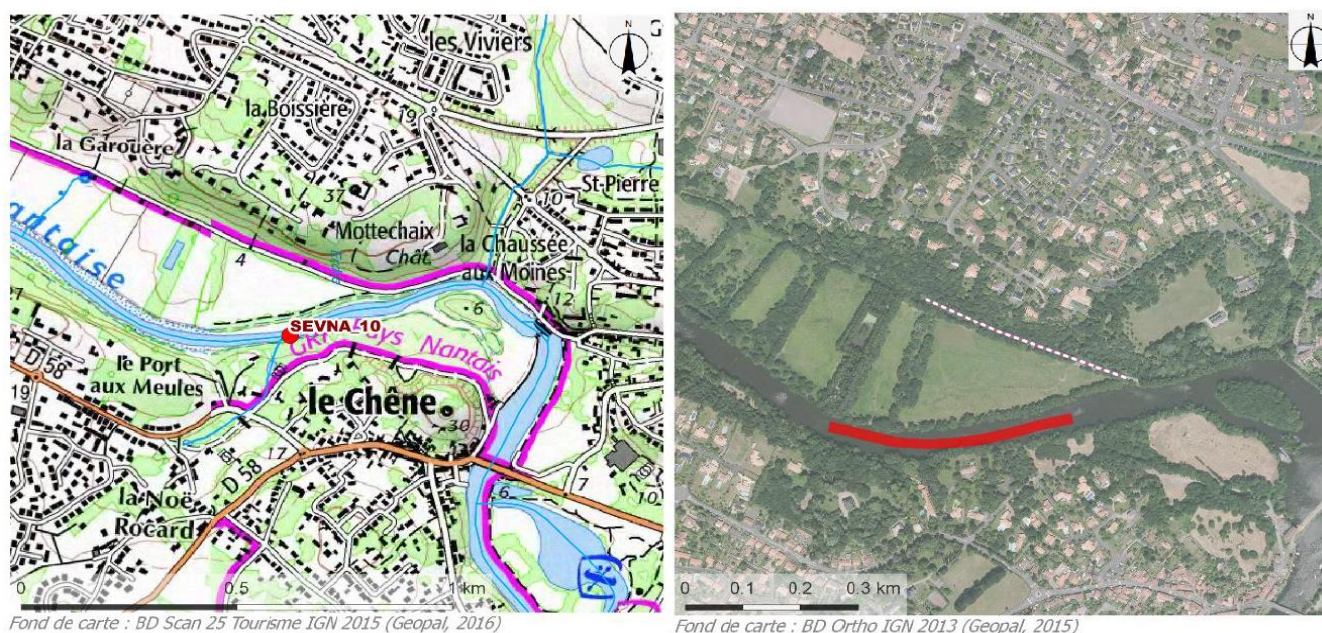 N
les Viviers
G
la Boissière
19
la Garouère
St-Pierre
37
10
Mottechaix
Chât.
la Chaussée
aux Moines
antaise
4
6
12
SEVNA_10
GRP Pays Nantais
le Port
aux Meules
D 58
19
le Chêne
30
17
D 58
6
7
10
la Noë
Rocard
0 0.5 1 km
Fond de carte : BD Scan 25 Tourisme IGN 2015 (Geopal, 2016)
N
0 0.1 0.2 0.3 km
Fond de carte : BD Ortho IGN 2013 (Geopal, 2015)